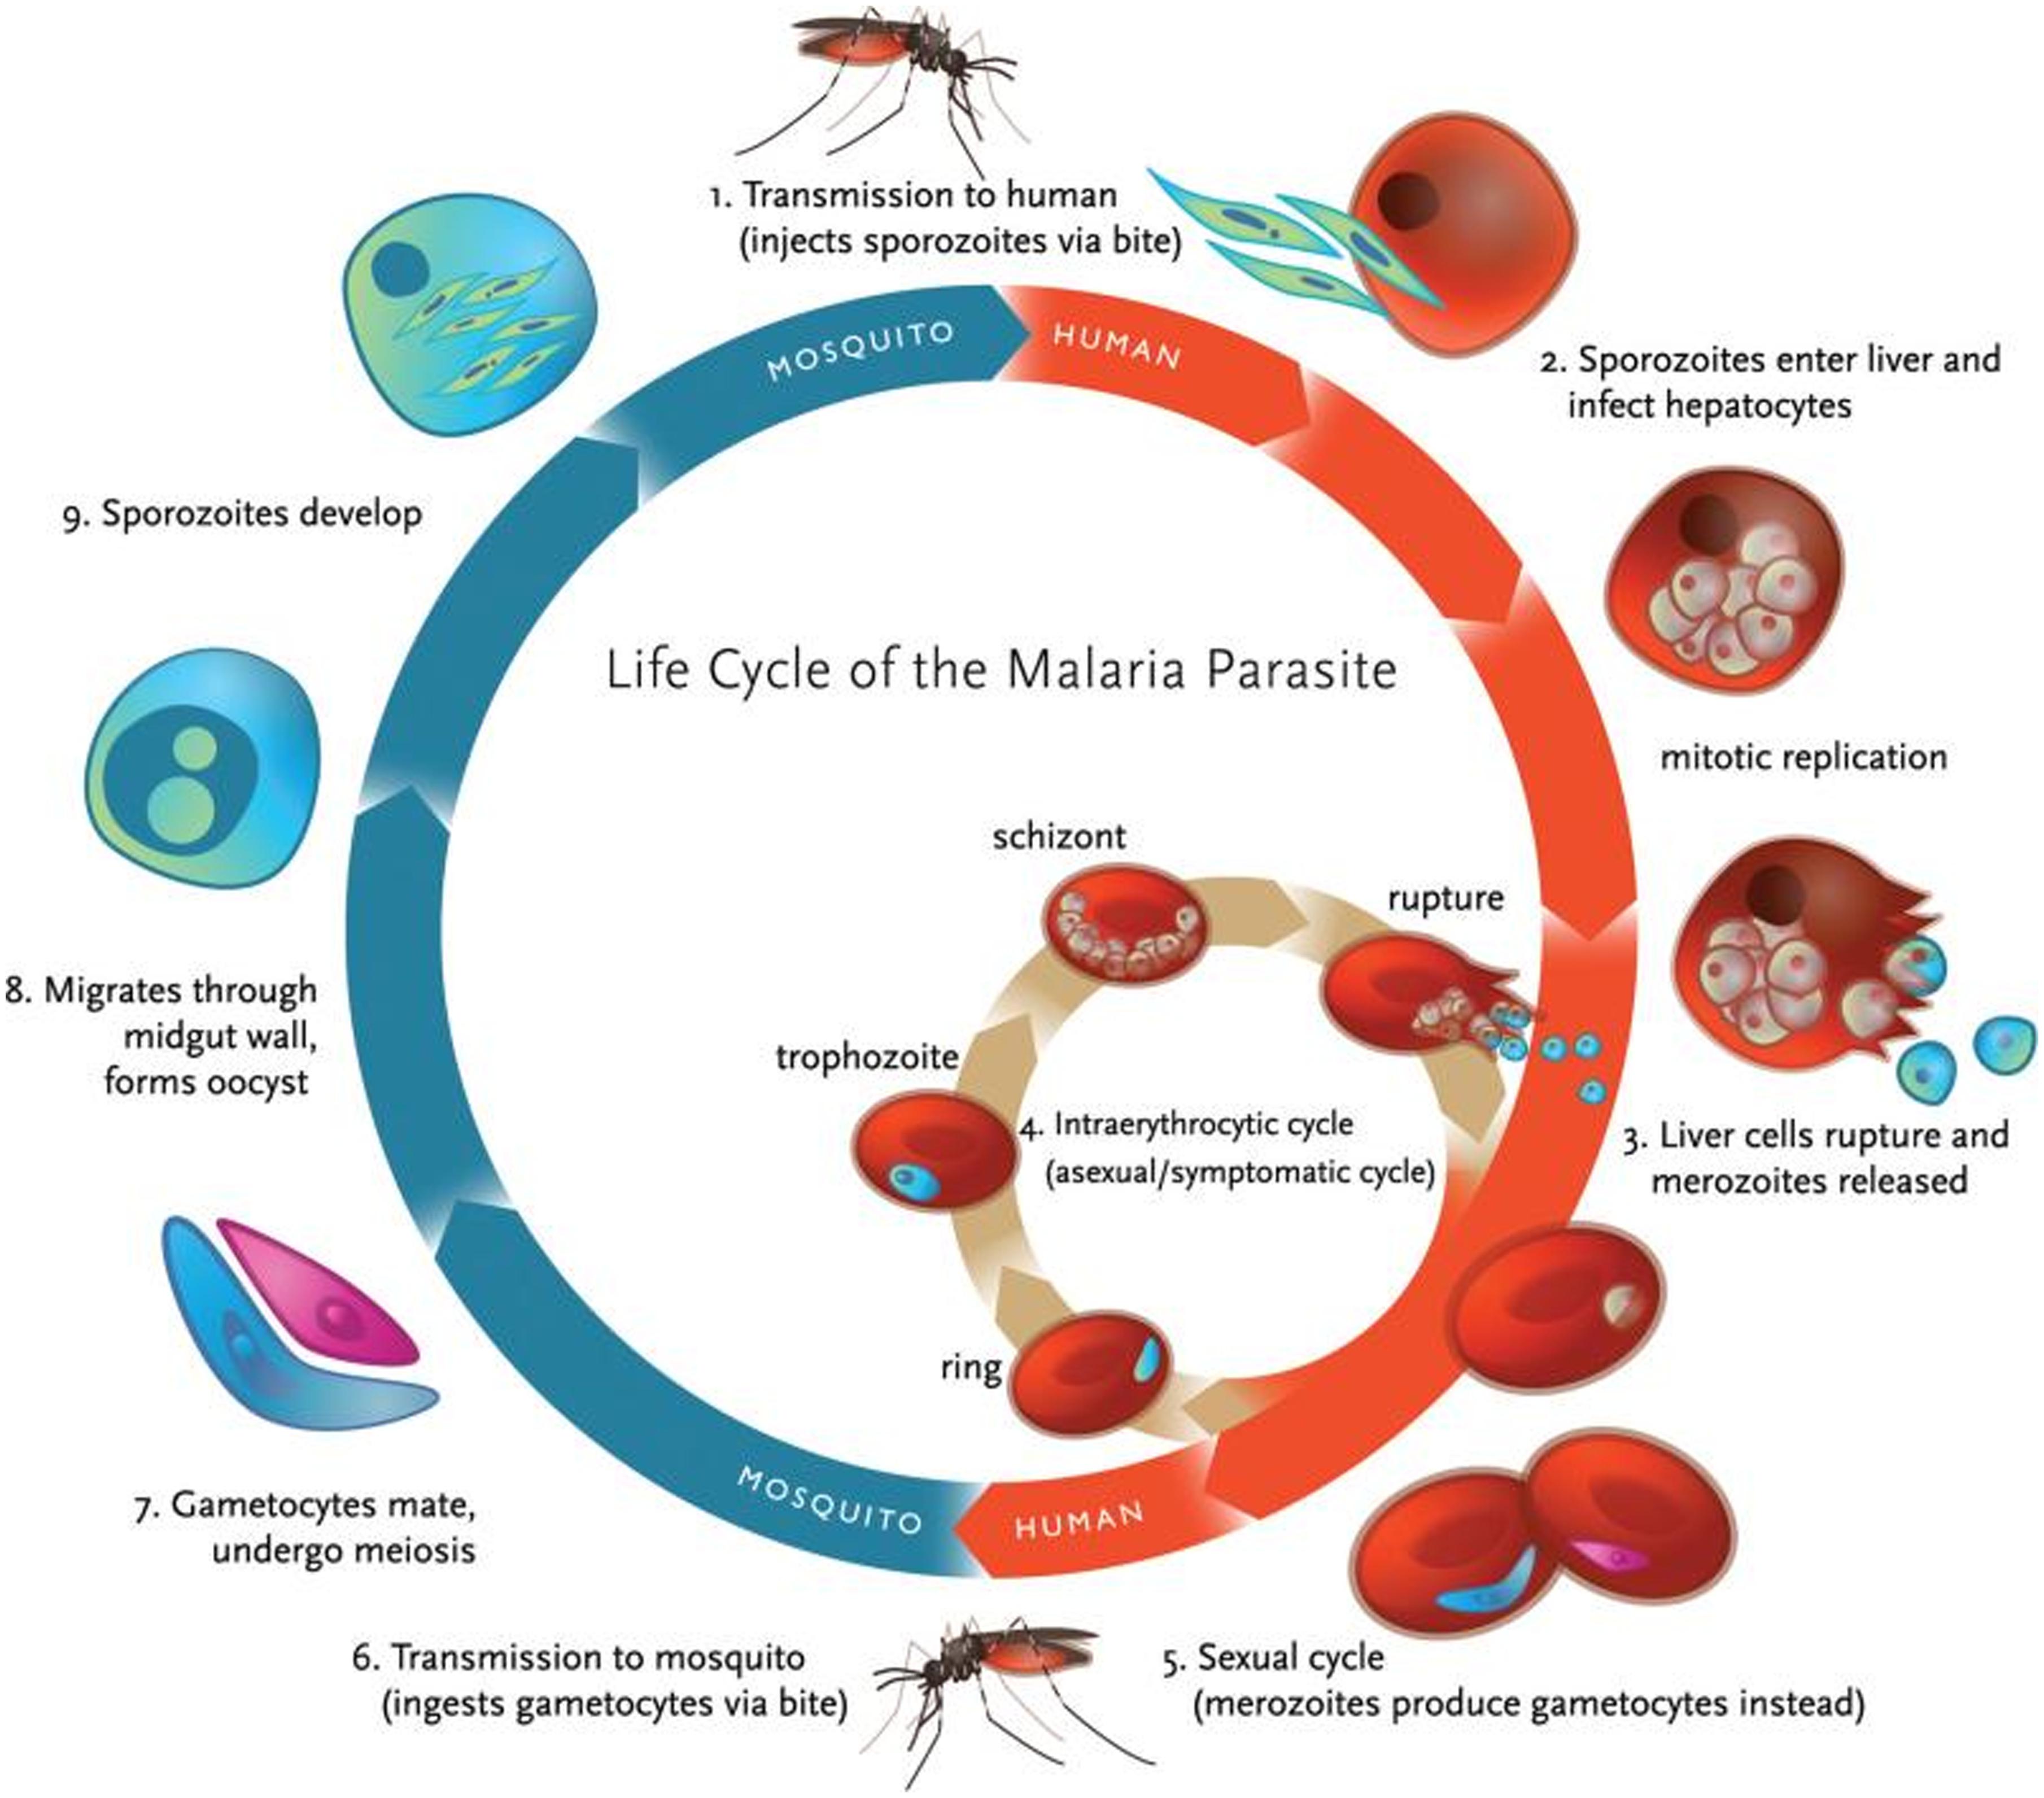 1. Transmission to human
(injects sporozoites via bite)
MOSQUITO
HUMAN
2. Sporozoites enter liver and
infect hepatocytes
9. Sporozoites develop
Life Cycle of the Malaria Parasite
mitotic replication
schizont
rupture
8. Migrates through
midgut wall,
forms oocyst
trophozoite
4. Intraerythrocytic cycle
(asexual/symptomatic cycle)
3. Liver cells rupture and
merozoites released
ring
7. Gametocytes mate,
undergo meiosis
MOSQUITO
HUMAN
6. Transmission to mosquito
(ingests gametocytes via bite)
5. Sexual cycle
(merozoites produce gametocytes instead)